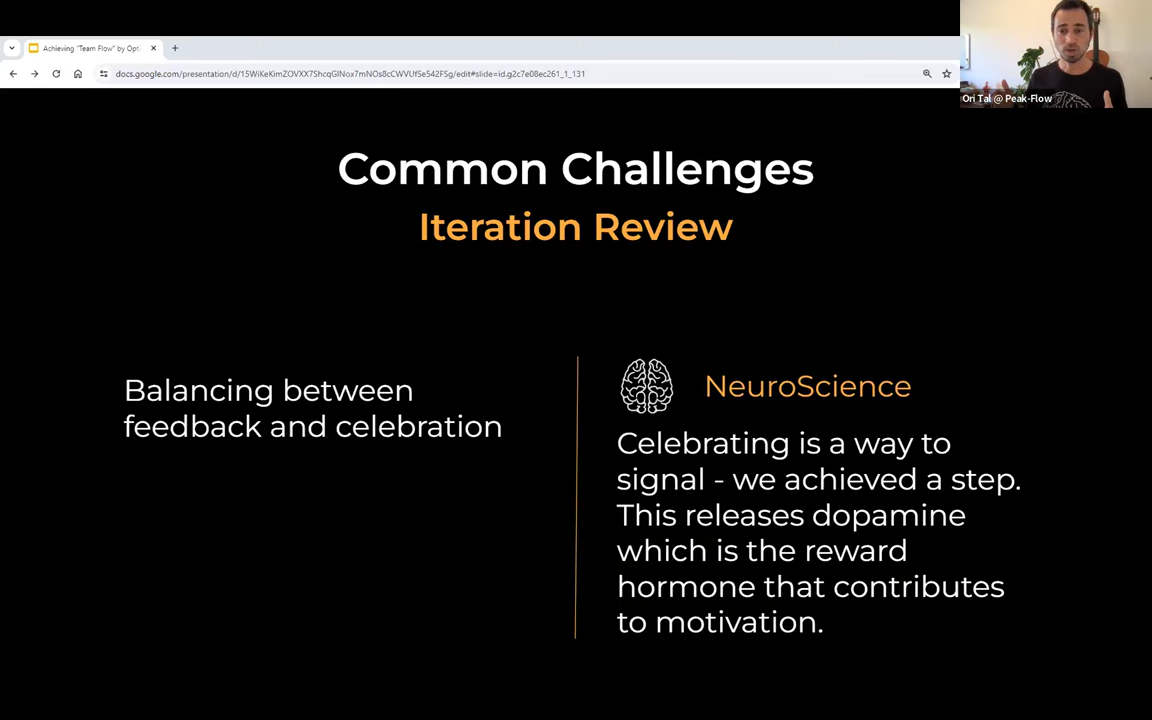 Achieving "Team Flow" by Opti
docs.google.com/presentation/d/15WiKeKimZOVXX7ShcqGlNox7mNOs8cCWVUfSe542FSg/edit#slide=id.g2c7e08ec261_1_131
Ori Tal @ Peak-Flow
Common Challenges
Iteration Review
Balancing between
feedback and celebration
NeuroScience
Celebrating is a way to
signal - we achieved a step.
This releases dopamine
which is the reward
hormone that contributes
to motivation.